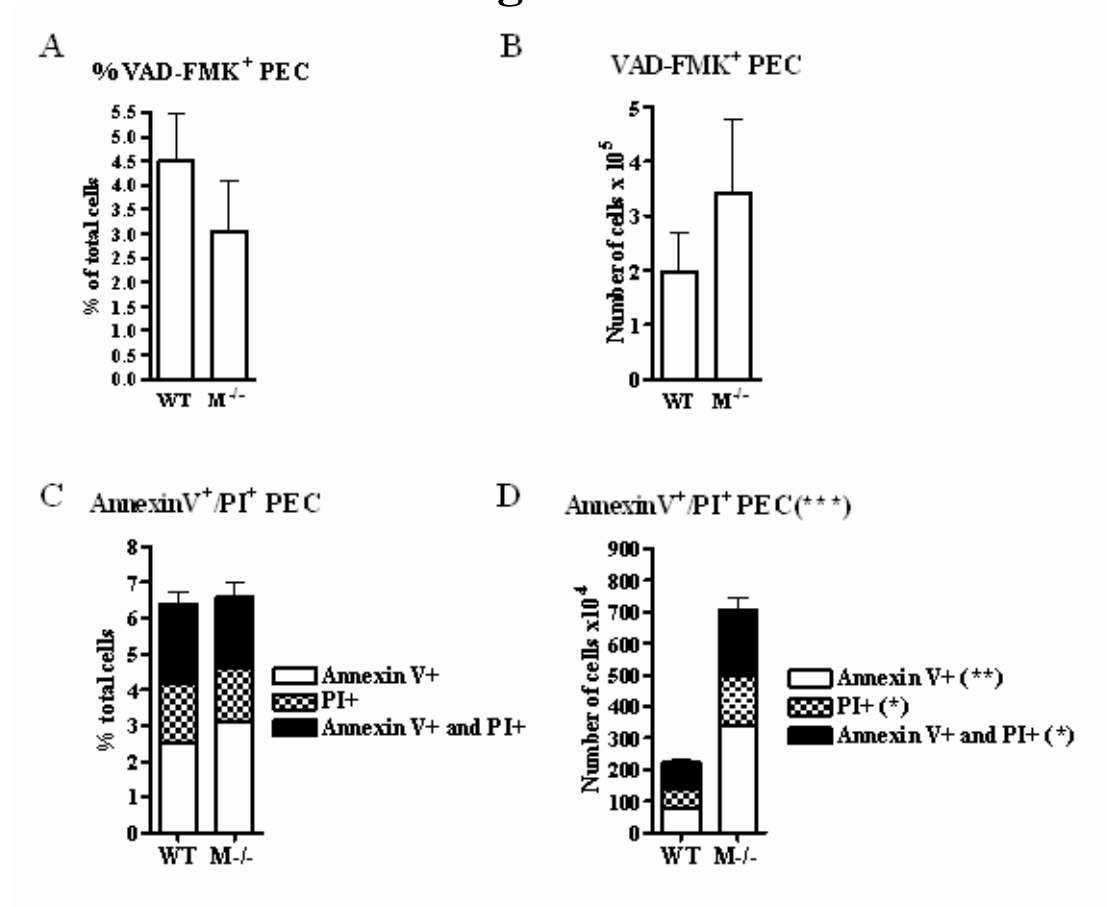 g
A
% VAD-FMK+ PEC
% of total cells
5.5
5.0
4.5
4.0
3.5
3.0
2.5
2.0
1.5
1.0
0.5
0.0
WT M-/-
B
VAD-FMK+ PEC
Number of cells x 10^5
5
4
3
2
1
0
WT M-/-
C
AnnexinV+/PI+ PEC
% total cells
8
7
6
5
4
3
2
1
0
WT M-/-
Annexin V+
PI+
Annexin V+ and PI+
D
AnnexinV+/PI+ PEC(***)
Number of cells x10^4
900
800
700
600
500
400
300
200
100
0
WT M-/-
Annexin V+ (**)
PI+ (*)
Annexin V+ and PI+ (*)